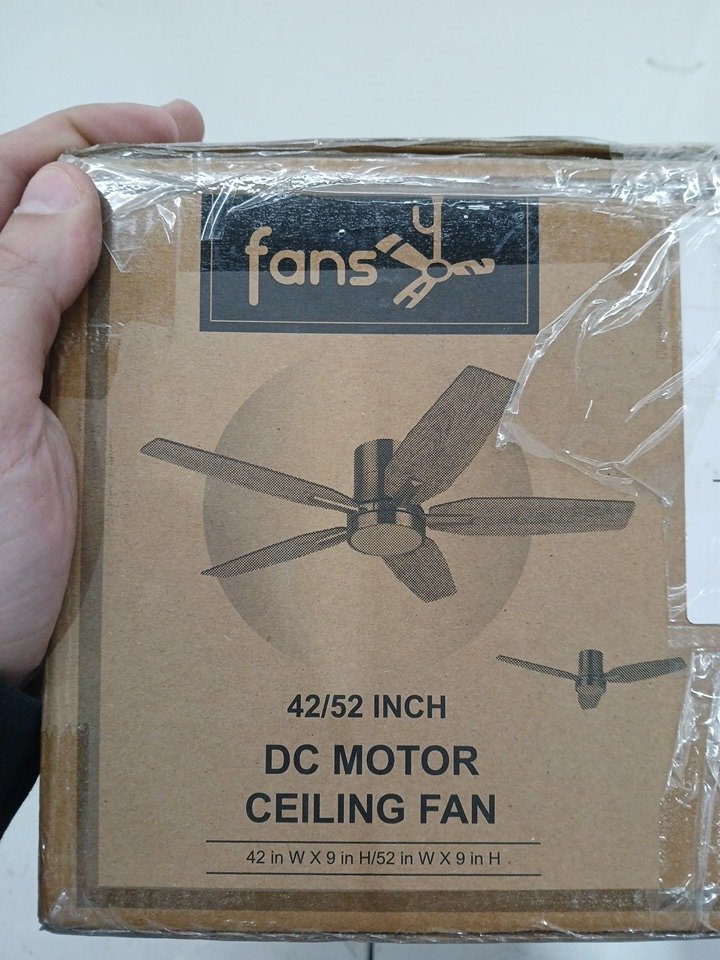 fans
42/52 INCH
DC MOTOR
CEILING FAN
42 in W X 9 in H/52 in W X 9 in H